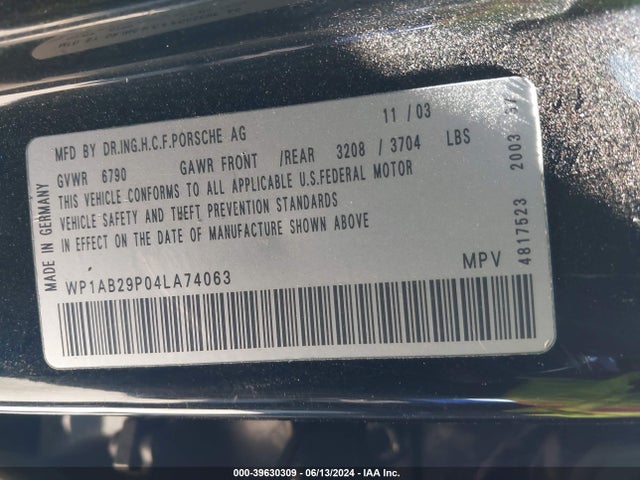 MFD BY DR.ING.H.C.F.PORSCHE AG 11 / 03
GVWR 6790 GAWR FRONT /REAR 3208 / 3704 LBS
THIS VEHICLE CONFORMS TO ALL APPLICABLE U.S.FEDERAL MOTOR
VEHICLE SAFETY AND THEFT PREVENTION STANDARDS
IN EFFECT ON THE DATE OF MANUFACTURE SHOWN ABOVE
WP1AB29P04LA74063 MPV
MADE IN GERMANY
4817523 2003 37
000-39630309 - 06/13/2024 - IAA Inc.